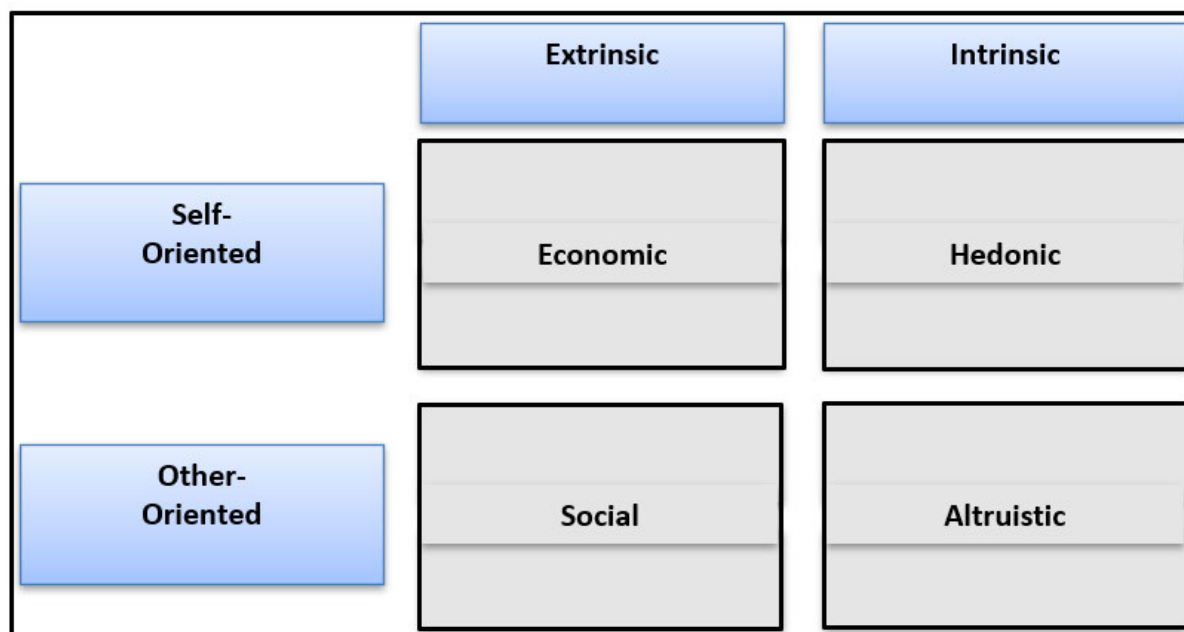 Extrinsic
Intrinsic
Self-
Oriented
Economic
Hedonic
Other-
Oriented
Social
Altruistic